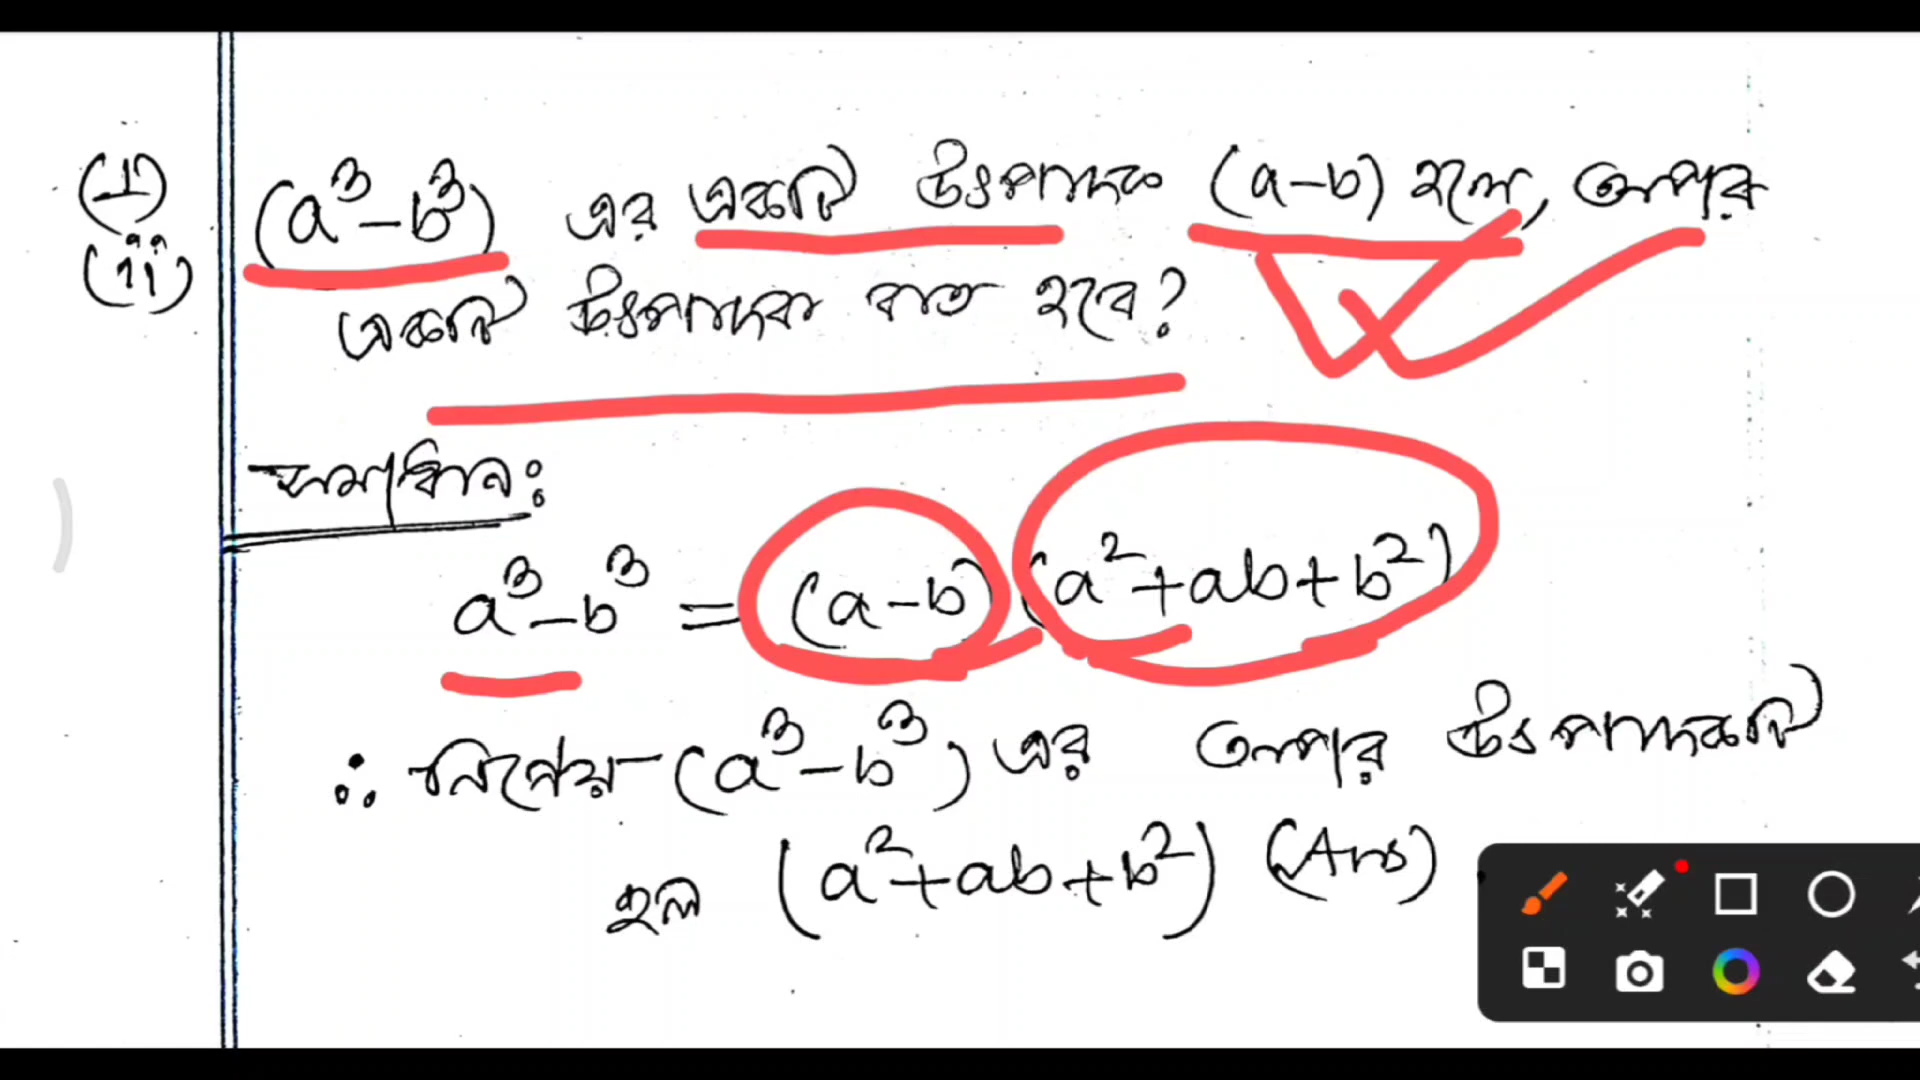 (1)
(ii) (a³-b³) এর একটি উৎপাদক (a-b) হলে, অপর
একটি উৎপাদক কত হবে?
সমাধান:
a³-b³ = (a-b) (a²+ab+b²)
∴ নির্ণেয় (a³-b³) এর অপর উৎপাদকটি
হল (a²+ab+b²) (Ans)